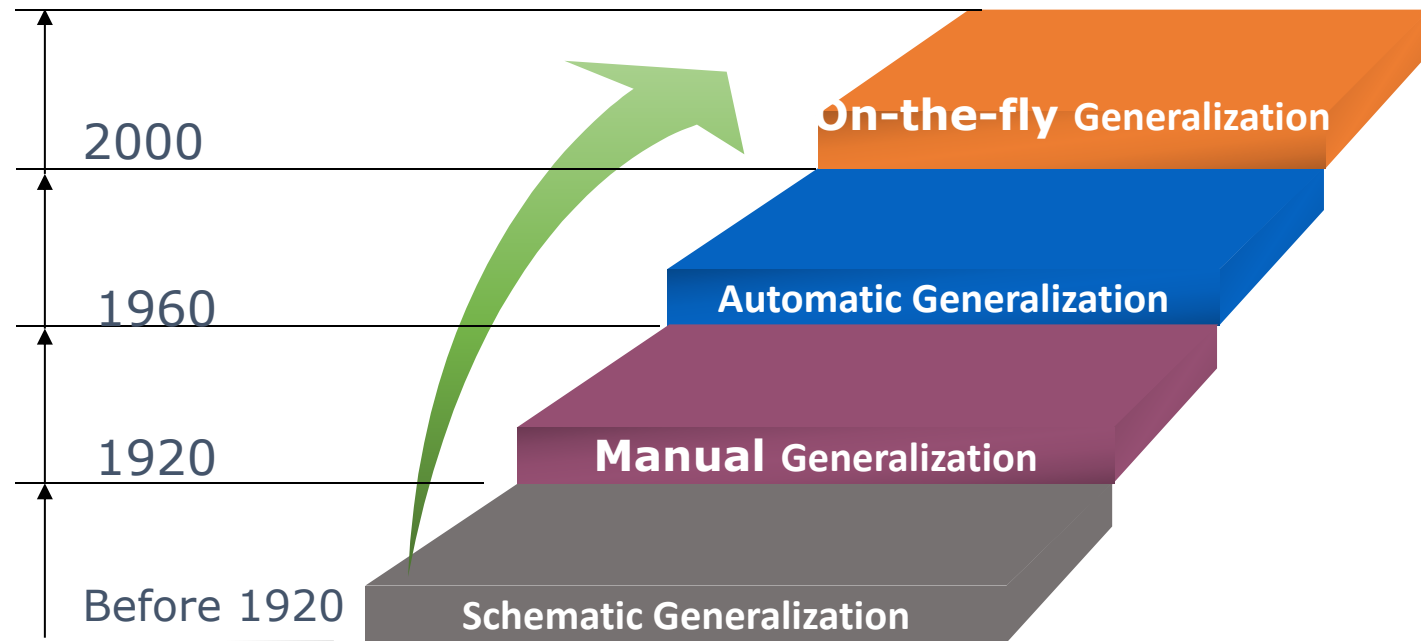 2000
On-the-fly Generalization
1960
Automatic Generalization
1920
Manual Generalization
Before 1920
Schematic Generalization